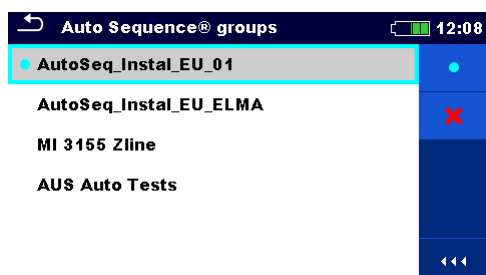 Auto Sequence® groups 12:08
AutoSeq_Instal_EU_01
AutoSeq_Instal_EU_ELMA
MI 3155 Zline
AUS Auto Tests